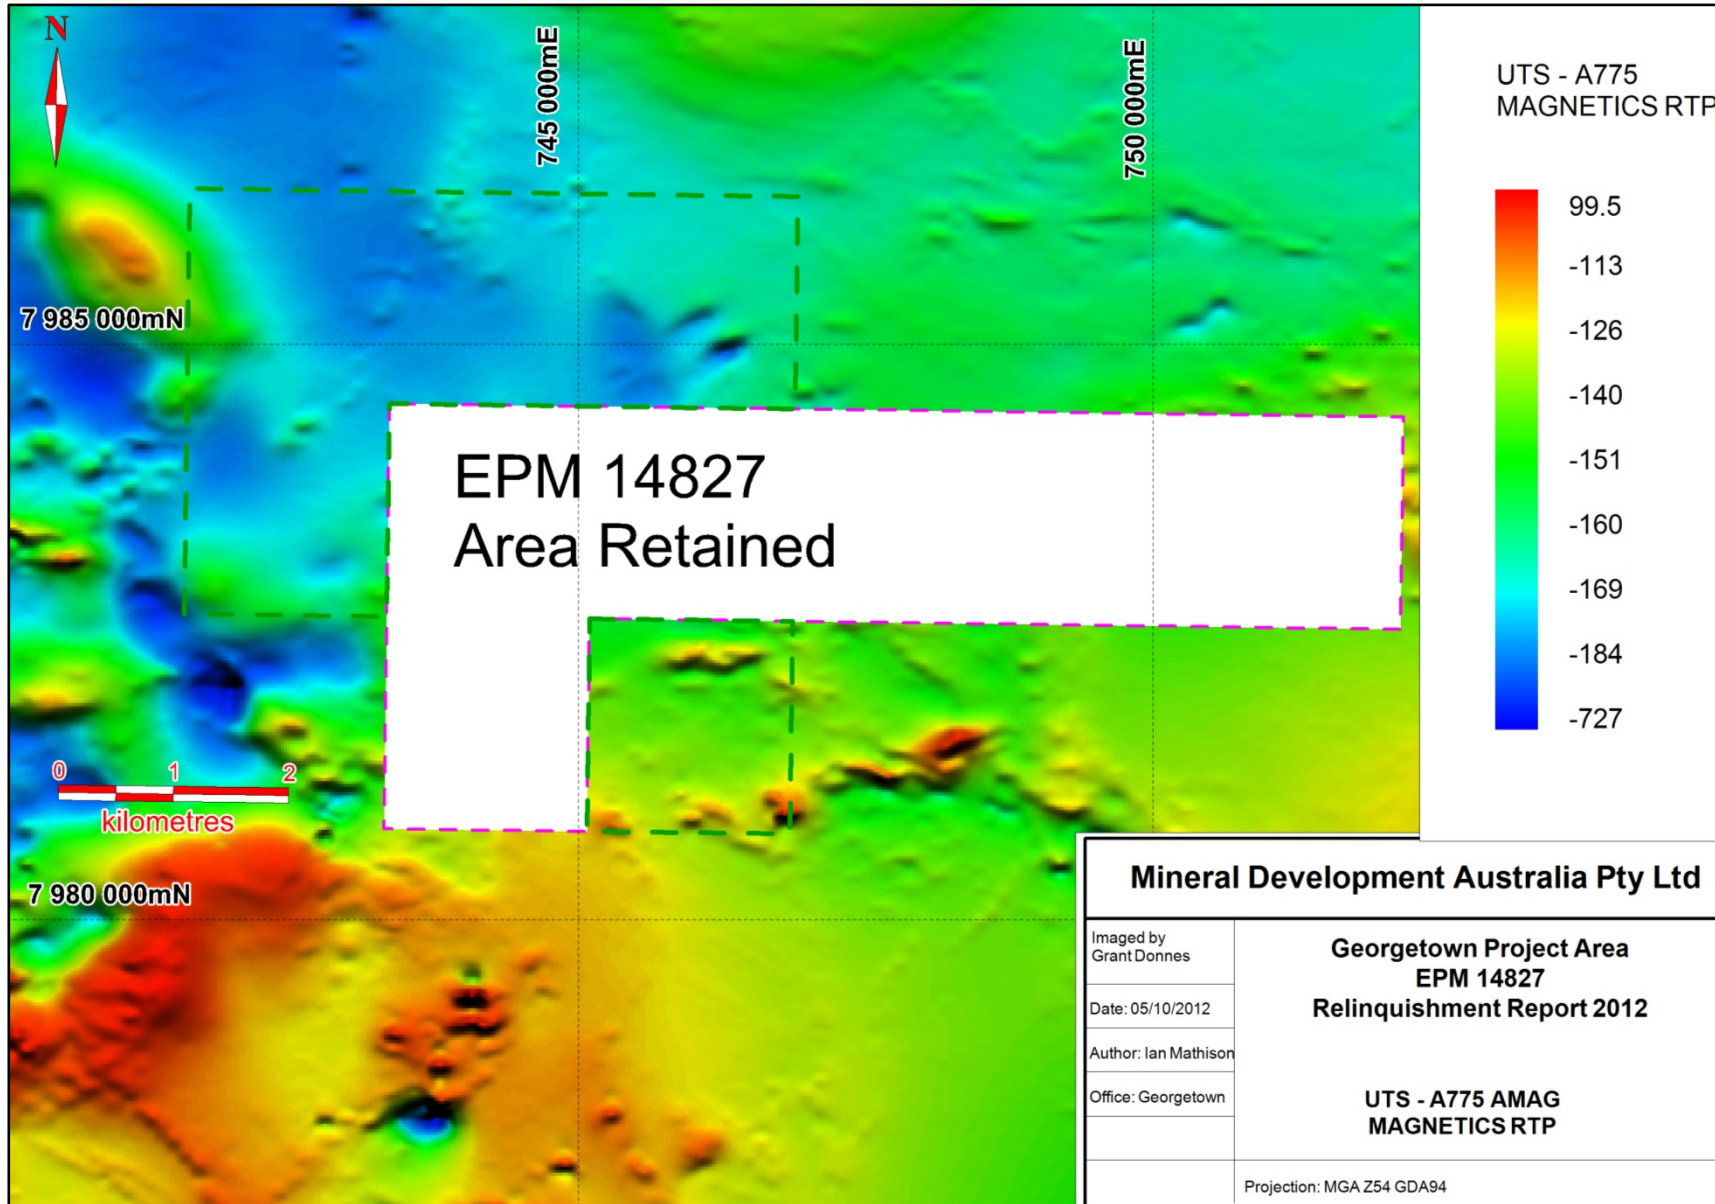 N
745 000mE
750 000mE
7 985 000mN
EPM 14827
Area Retained
0 1 2
kilometres
7 980 000mN
UTS - A775
MAGNETICS RTP
99.5
-113
-126
-140
-151
-160
-169
-184
-727
Mineral Development Australia Pty Ltd
Imaged by
Grant Donnes
Date: 05/10/2012
Author: Ian Mathison
Office: Georgetown
Georgetown Project Area
EPM 14827
Relinquishment Report 2012
UTS - A775 AMAG
MAGNETICS RTP
Projection: MGA Z54 GDA94